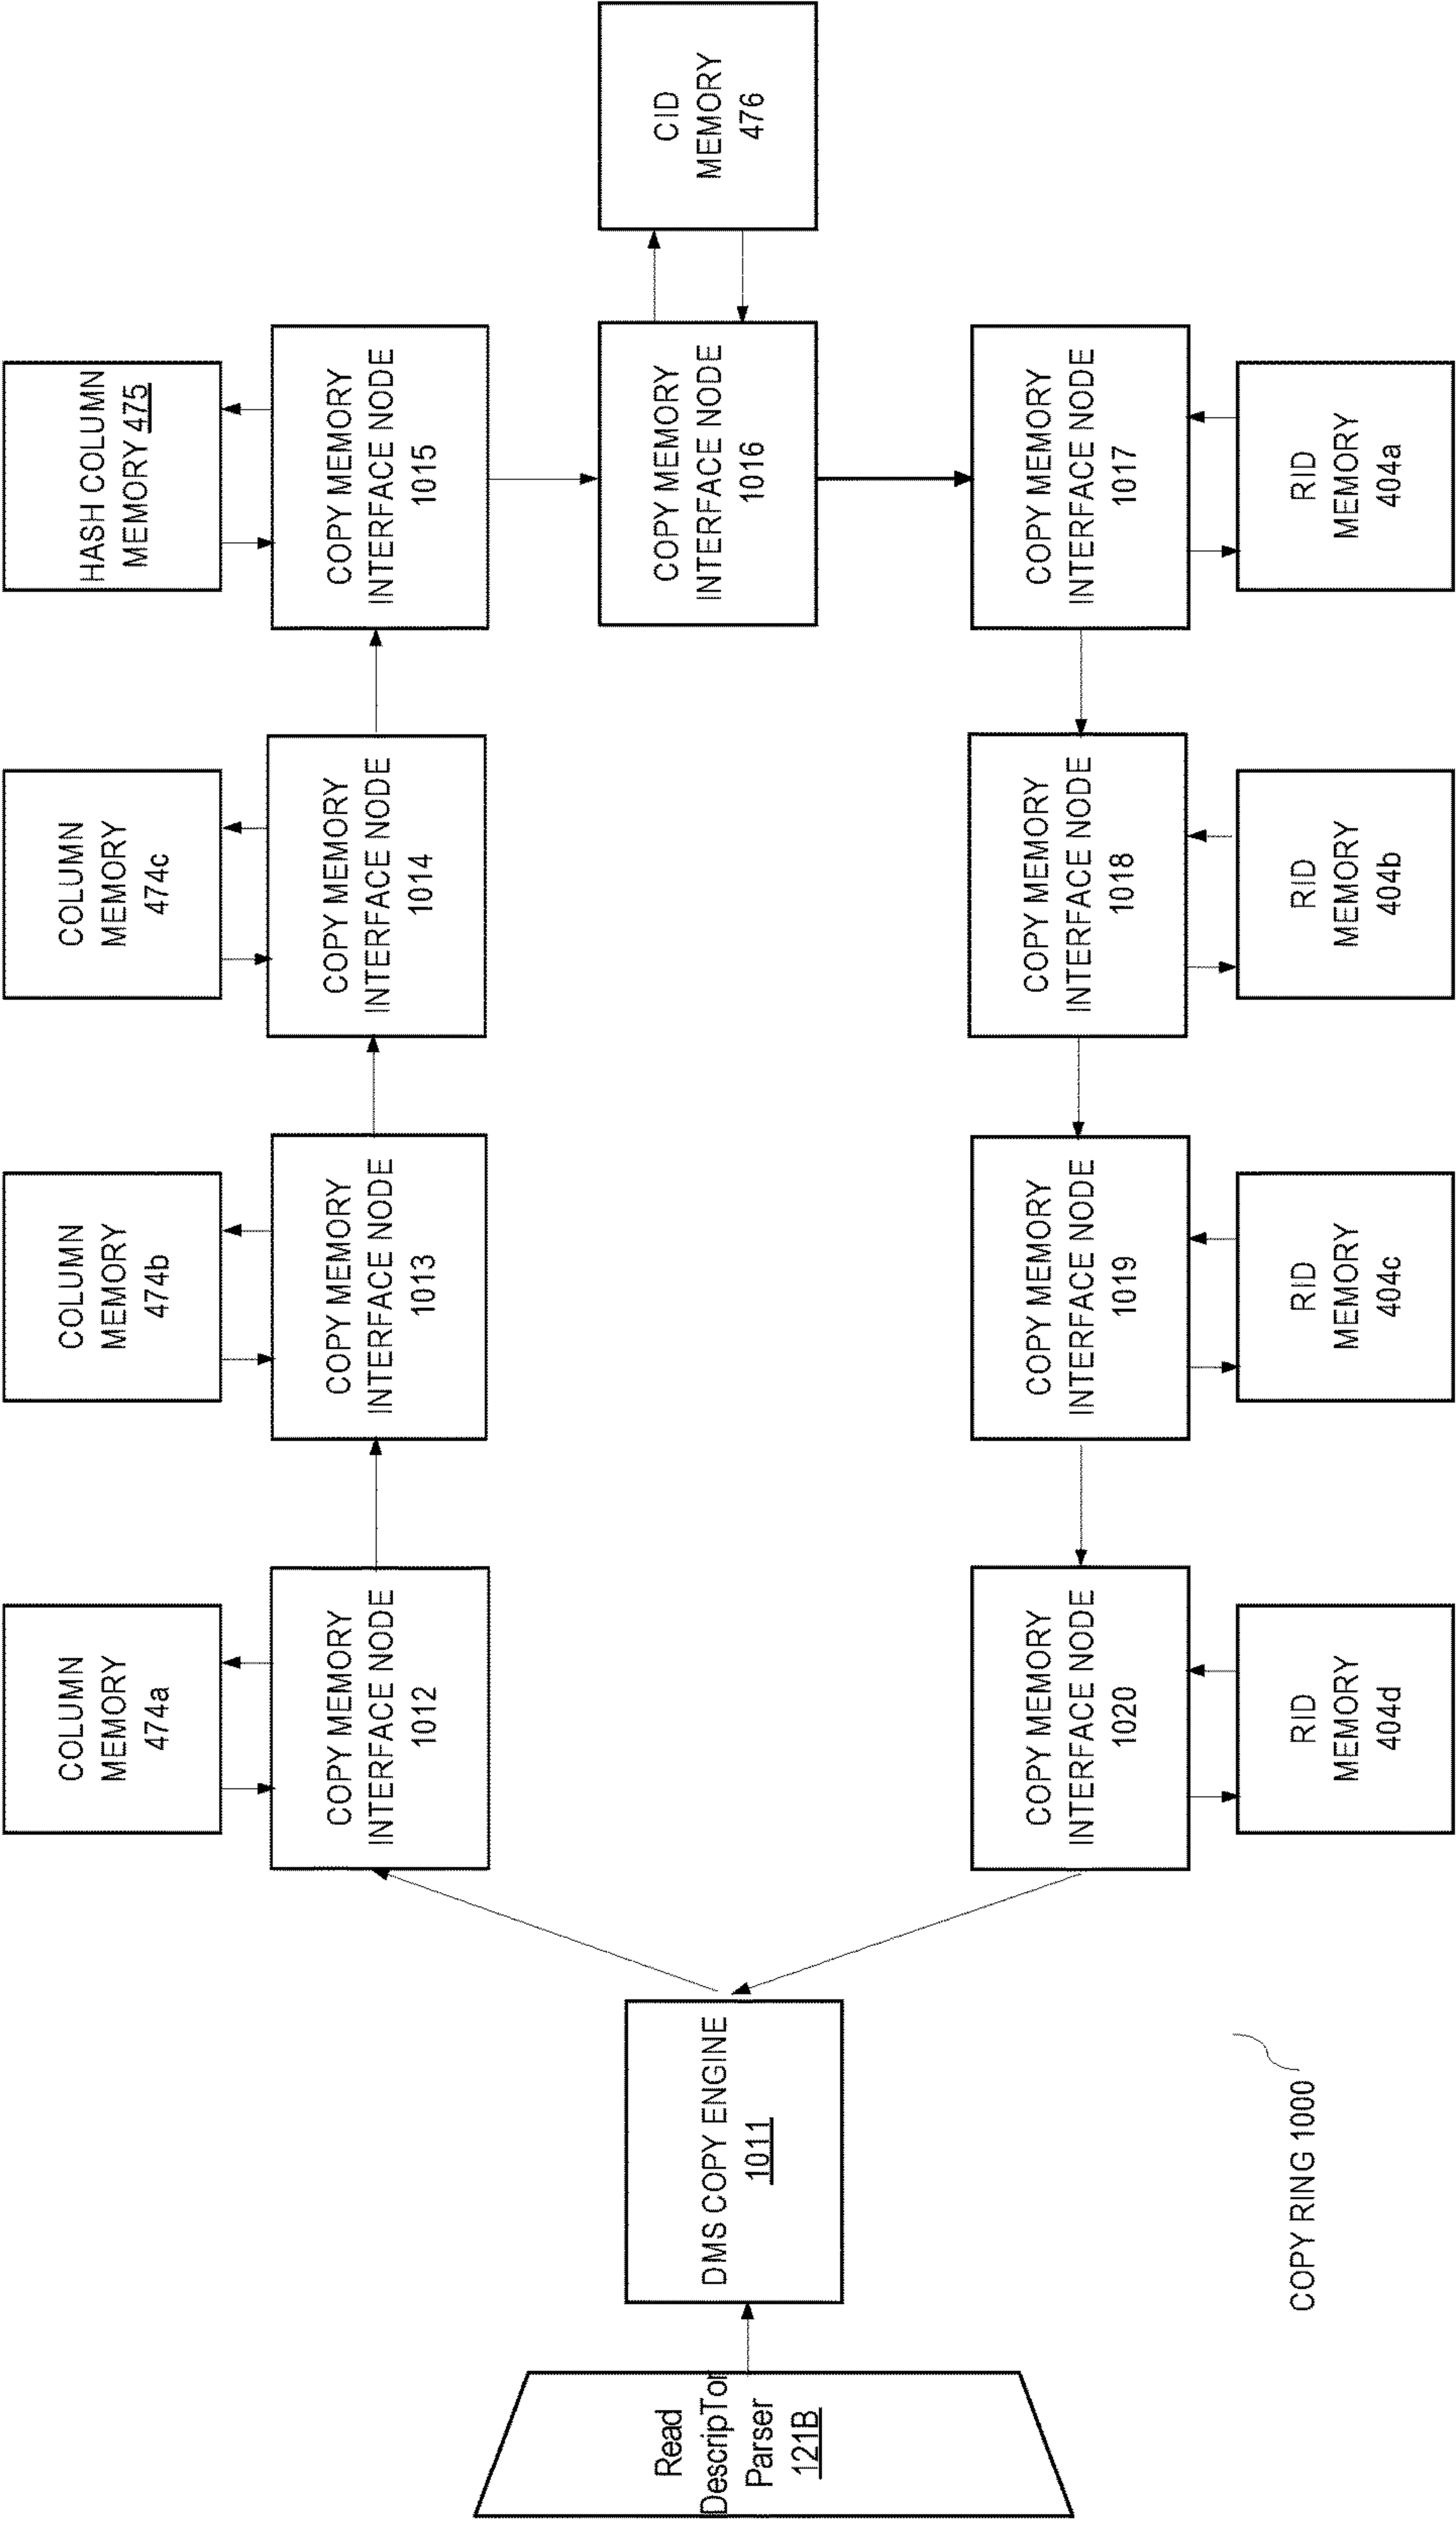 COLUMN
MEMORY
474a
COLUMN
MEMORY
474b
COLUMN
MEMORY
474c
HASH COLUMN
MEMORY 475
COPY MEMORY
INTERFACE NODE
1012
COPY MEMORY
INTERFACE NODE
1013
COPY MEMORY
INTERFACE NODE
1014
COPY MEMORY
INTERFACE NODE
1015
Read
DescripTor
Parser
121B
DMS COPY ENGINE
1011
COPY MEMORY
INTERFACE NODE
1016
CID
MEMORY
476
COPY MEMORY
INTERFACE NODE
1020
COPY MEMORY
INTERFACE NODE
1019
COPY MEMORY
INTERFACE NODE
1018
COPY MEMORY
INTERFACE NODE
1017
COPY RING 1000
RID
MEMORY
404d
RID
MEMORY
404c
RID
MEMORY
404b
RID
MEMORY
404a